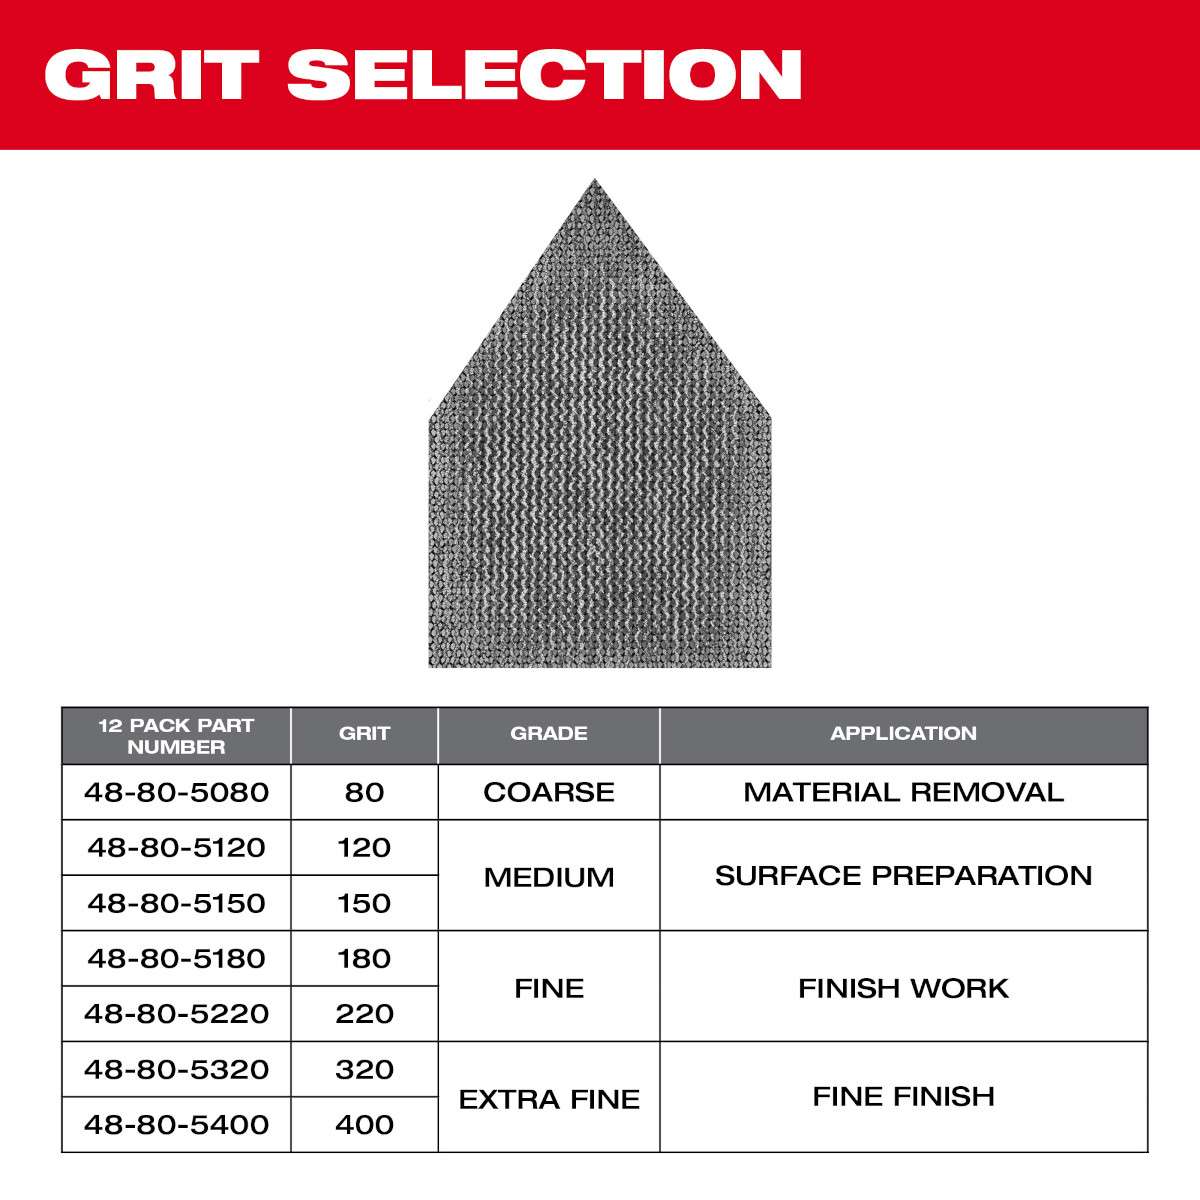 GRIT SELECTION
12 PACK PART
NUMBER
GRIT
GRADE
APPLICATION
48-80-5080
80
COARSE
MATERIAL REMOVAL
48-80-5120
120
MEDIUM
SURFACE PREPARATION
48-80-5150
150
48-80-5180
180
FINE
FINISH WORK
48-80-5220
220
48-80-5320
320
EXTRA FINE
FINE FINISH
48-80-5400
400